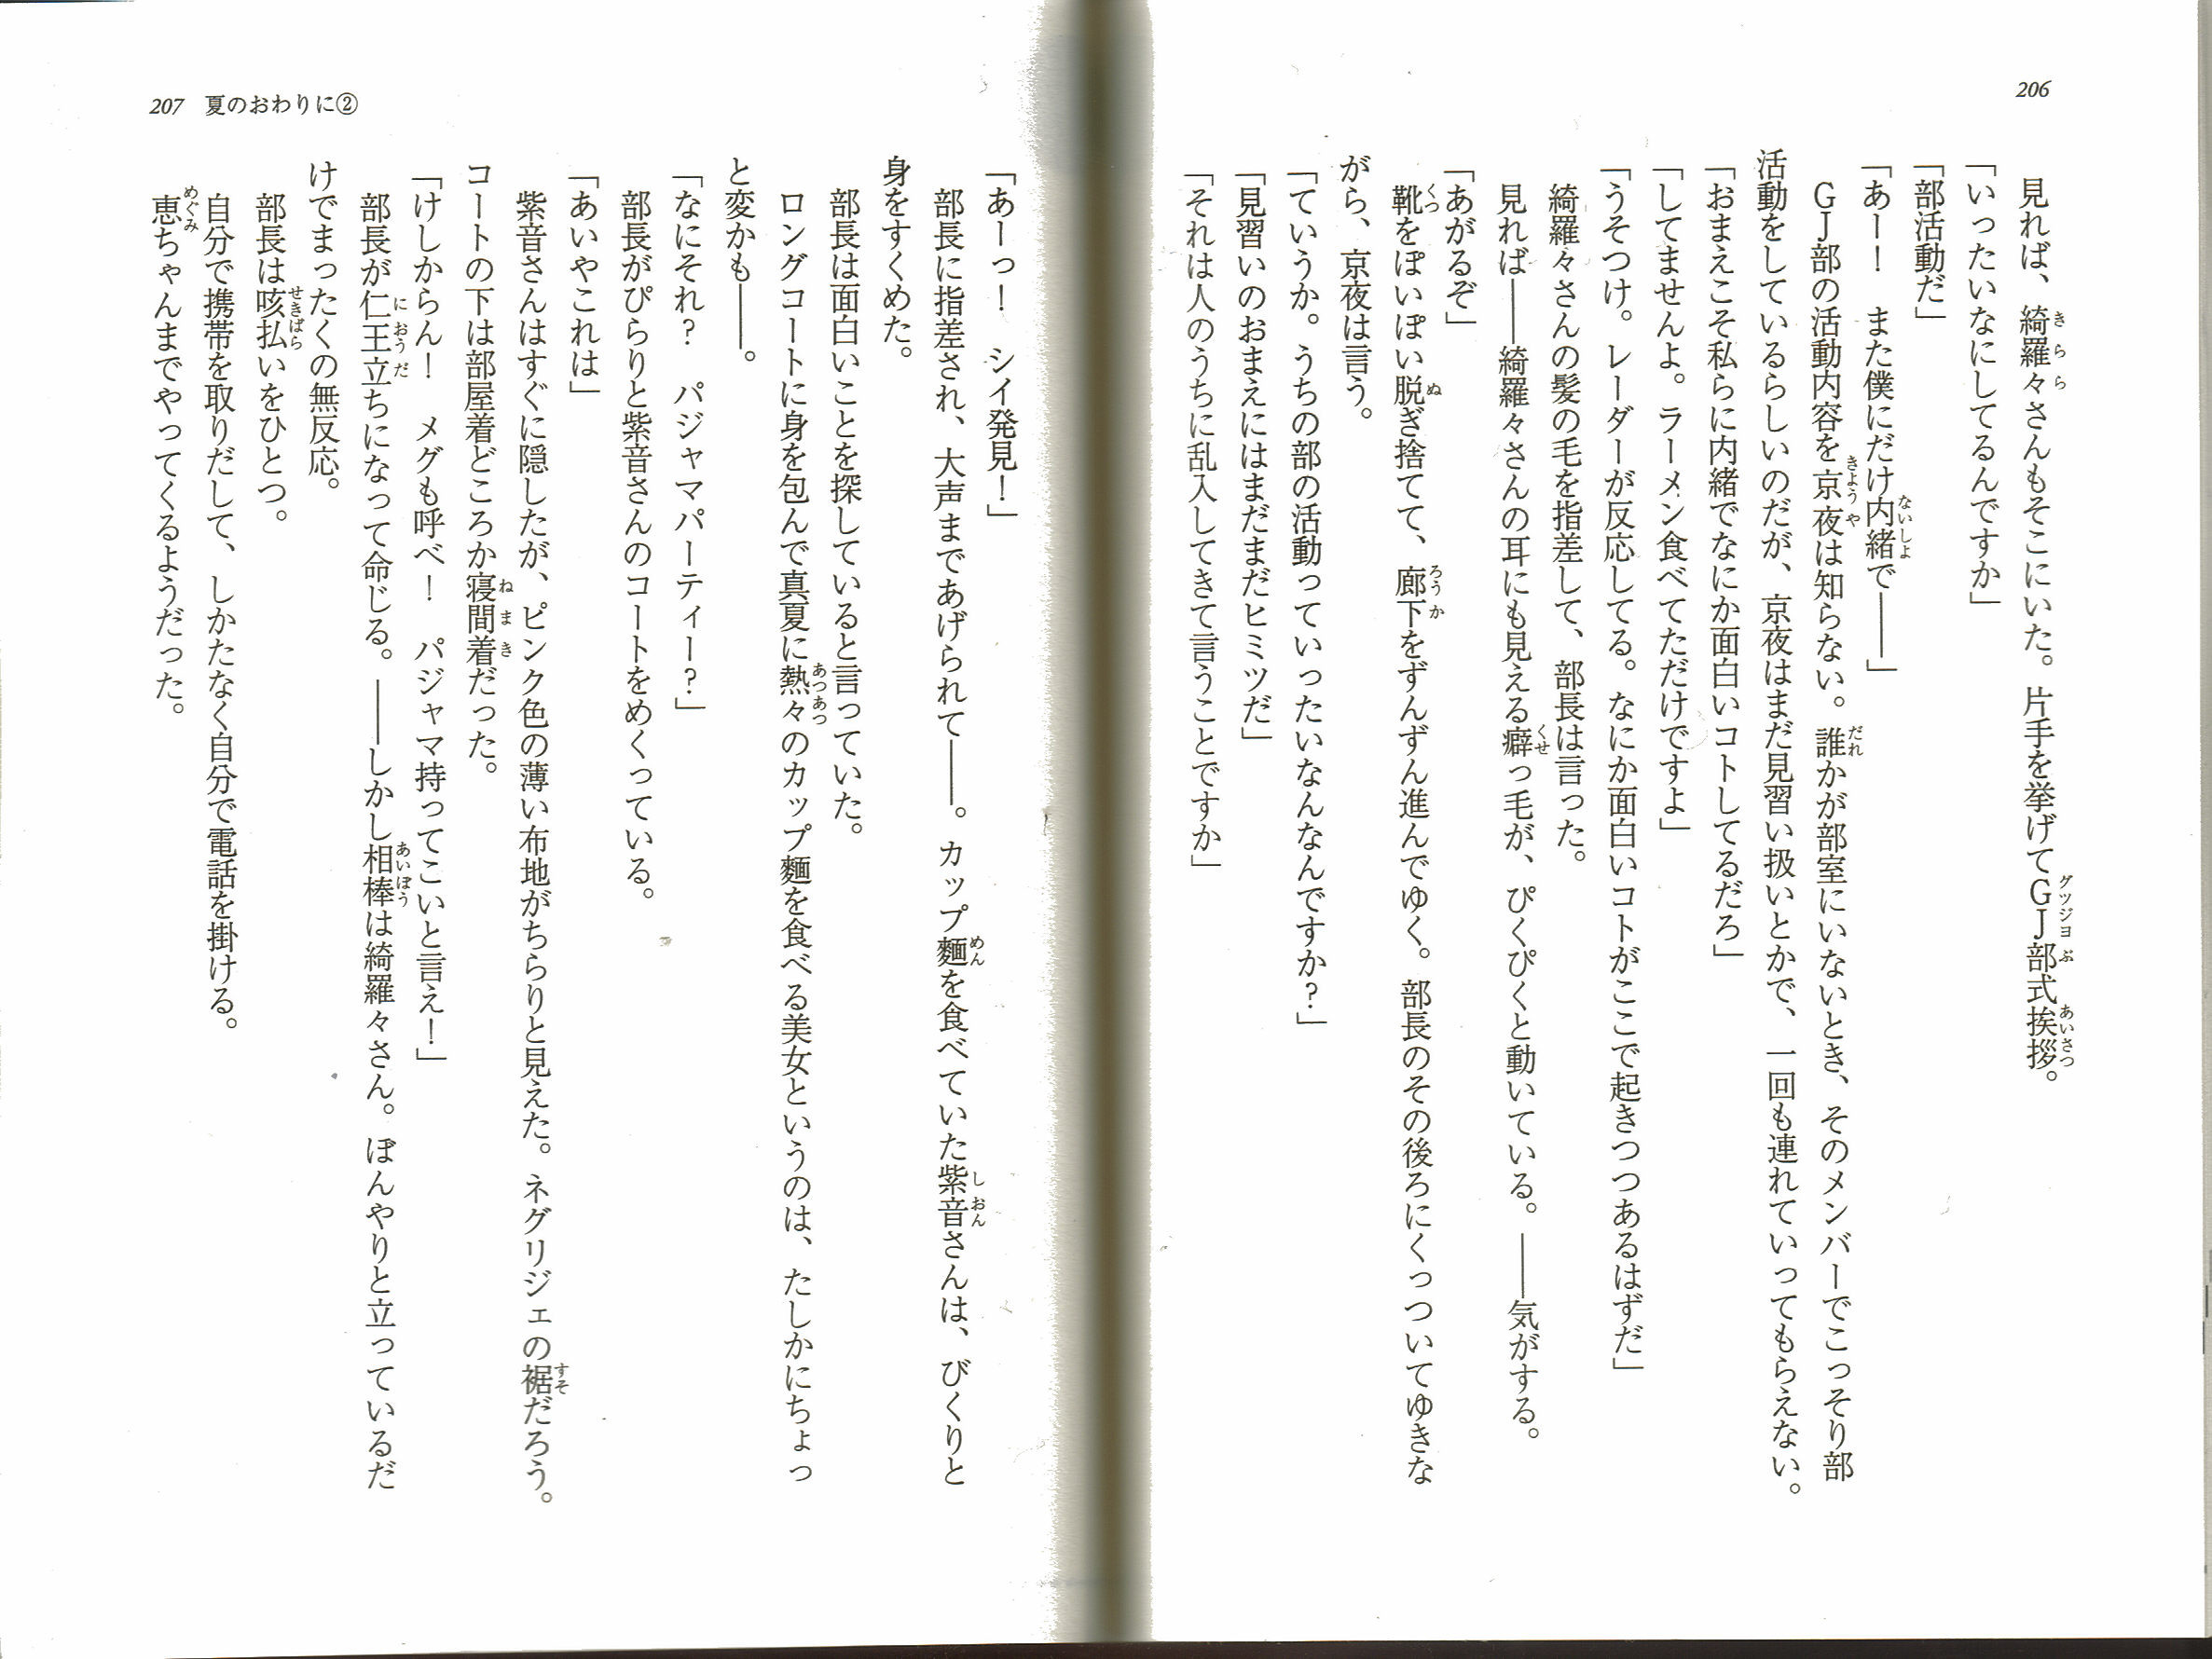 206
見れば、綺羅々さんもそこにいた。片手を挙げてＧＪ部式挨拶。
「いったいなにしてるんですか」
「部活動だ」
「あー！　また僕にだけ内緒で――」
ＧＪ部の活動内容を京夜は知らない。誰かが部室にいないとき、そのメンバーでこっそり部
活動をしているらしいのだが、京夜はまだ見習い扱いとかで、一回も連れていってもらえない。
「おまえこそ私らに内緒でなにか面白いコトしてるだろ」
「してませんよ。ラーメン食べてただけですよ」
「うそつけ。レーダーが反応してる。なにか面白いコトがここで起きつつあるはずだ」
綺羅々さんの髪の毛を指差して、部長は言った。
見れば――綺羅々さんの耳にも見える癖っ毛が、ぴくぴくと動いている。――気がする。
「あがるぞ」
靴をぽいぽい脱ぎ捨てて、廊下をずんずん進んでゆく。部長のその後ろにくっついてゆきな
がら、京夜は言う。
「ていうか。うちの部の活動っていったいなんなんですか？」
「見習いのおまえにはまだまだヒミツだ」
「それは人のうちに乱入してきて言うことですか」
207 夏のおわりに②
「あーっ！　シイ発見！」
部長に指差され、大声まであげられて――。カップ麺を食べていた紫音さんは、びくりと
身をすくめた。
部長は面白いことを探していると言っていた。
ロングコートに身を包んで真夏に熱々のカップ麺を食べる美女というのは、たしかにちょっ
と変かも――。
「なにそれ？　パジャマパーティー？」
部長がぴらりと紫音さんのコートをめくっている。
「あいやこれは」
紫音さんはすぐに隠したが、ピンク色の薄い布地がちらりと見えた。ネグリジェの裾だろう。
コートの下は部屋着どころか寝間着だった。
「けしからん！　メグも呼べ！　パジャマ持ってこいと言え！」
部長が仁王立ちになって命じる。――しかし相棒は綺羅々さん。ぼんやりと立っているだ
けでまったくの無反応。
部長は咳払いをひとつ。
自分で携帯を取りだして、しかたなく自分で電話を掛ける。
恵ちゃんまでやってくるようだった。